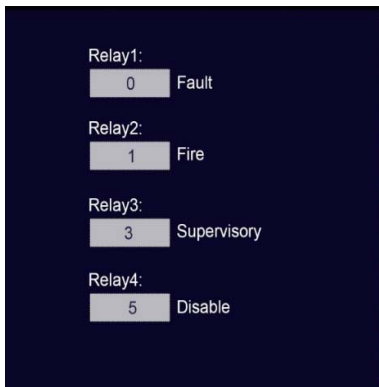 Relay1:
0 Fault
Relay2:
1 Fire
Relay3:
3 Supervisory
Relay4:
5 Disable